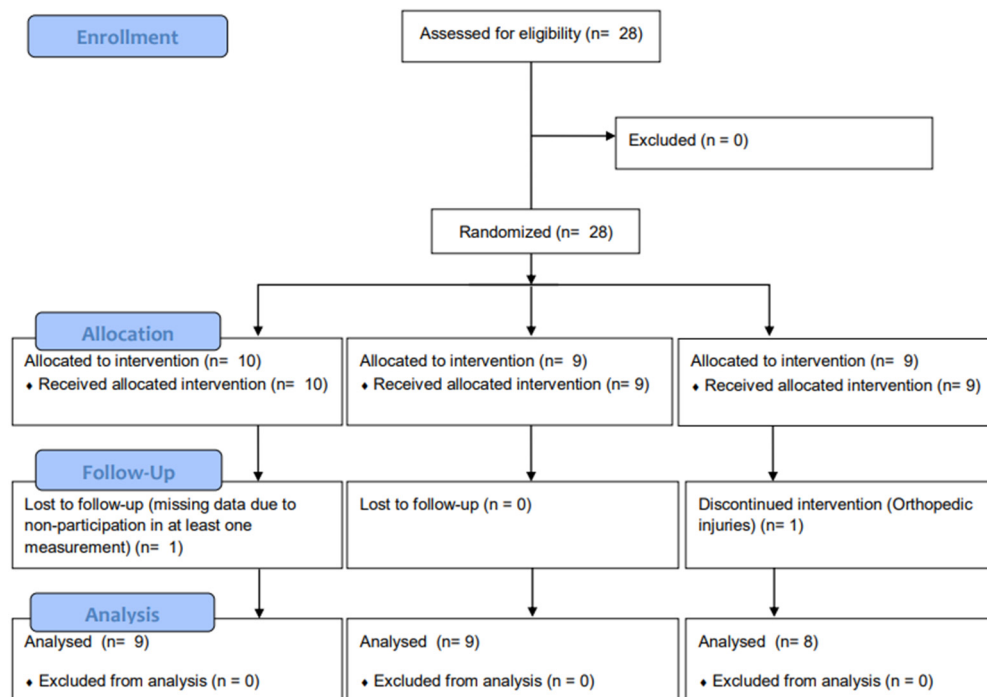 Enrollment
Assessed for eligibility (n=  28)
Excluded (n = 0)
Randomized (n=  28)
Allocation
Allocated to intervention (n=  10)
♦ Received allocated intervention (n=  10)
Allocated to intervention (n=  9)
♦ Received allocated intervention (n= 9)
Allocated to intervention (n=  9)
♦ Received allocated intervention (n= 9)
Follow-Up
Lost to follow-up (missing data due to
non-participation in at least one
measurement) (n=  1)
Lost to follow-up (n = 0)
Discontinued intervention (Orthopedic
injuries) (n=  1)
Analysis
Analysed  (n=  9)
♦ Excluded from analysis (n = 0)
Analysed  (n=  9)
♦ Excluded from analysis (n = 0)
Analysed  (n=  8)
♦ Excluded from analysis (n = 0)